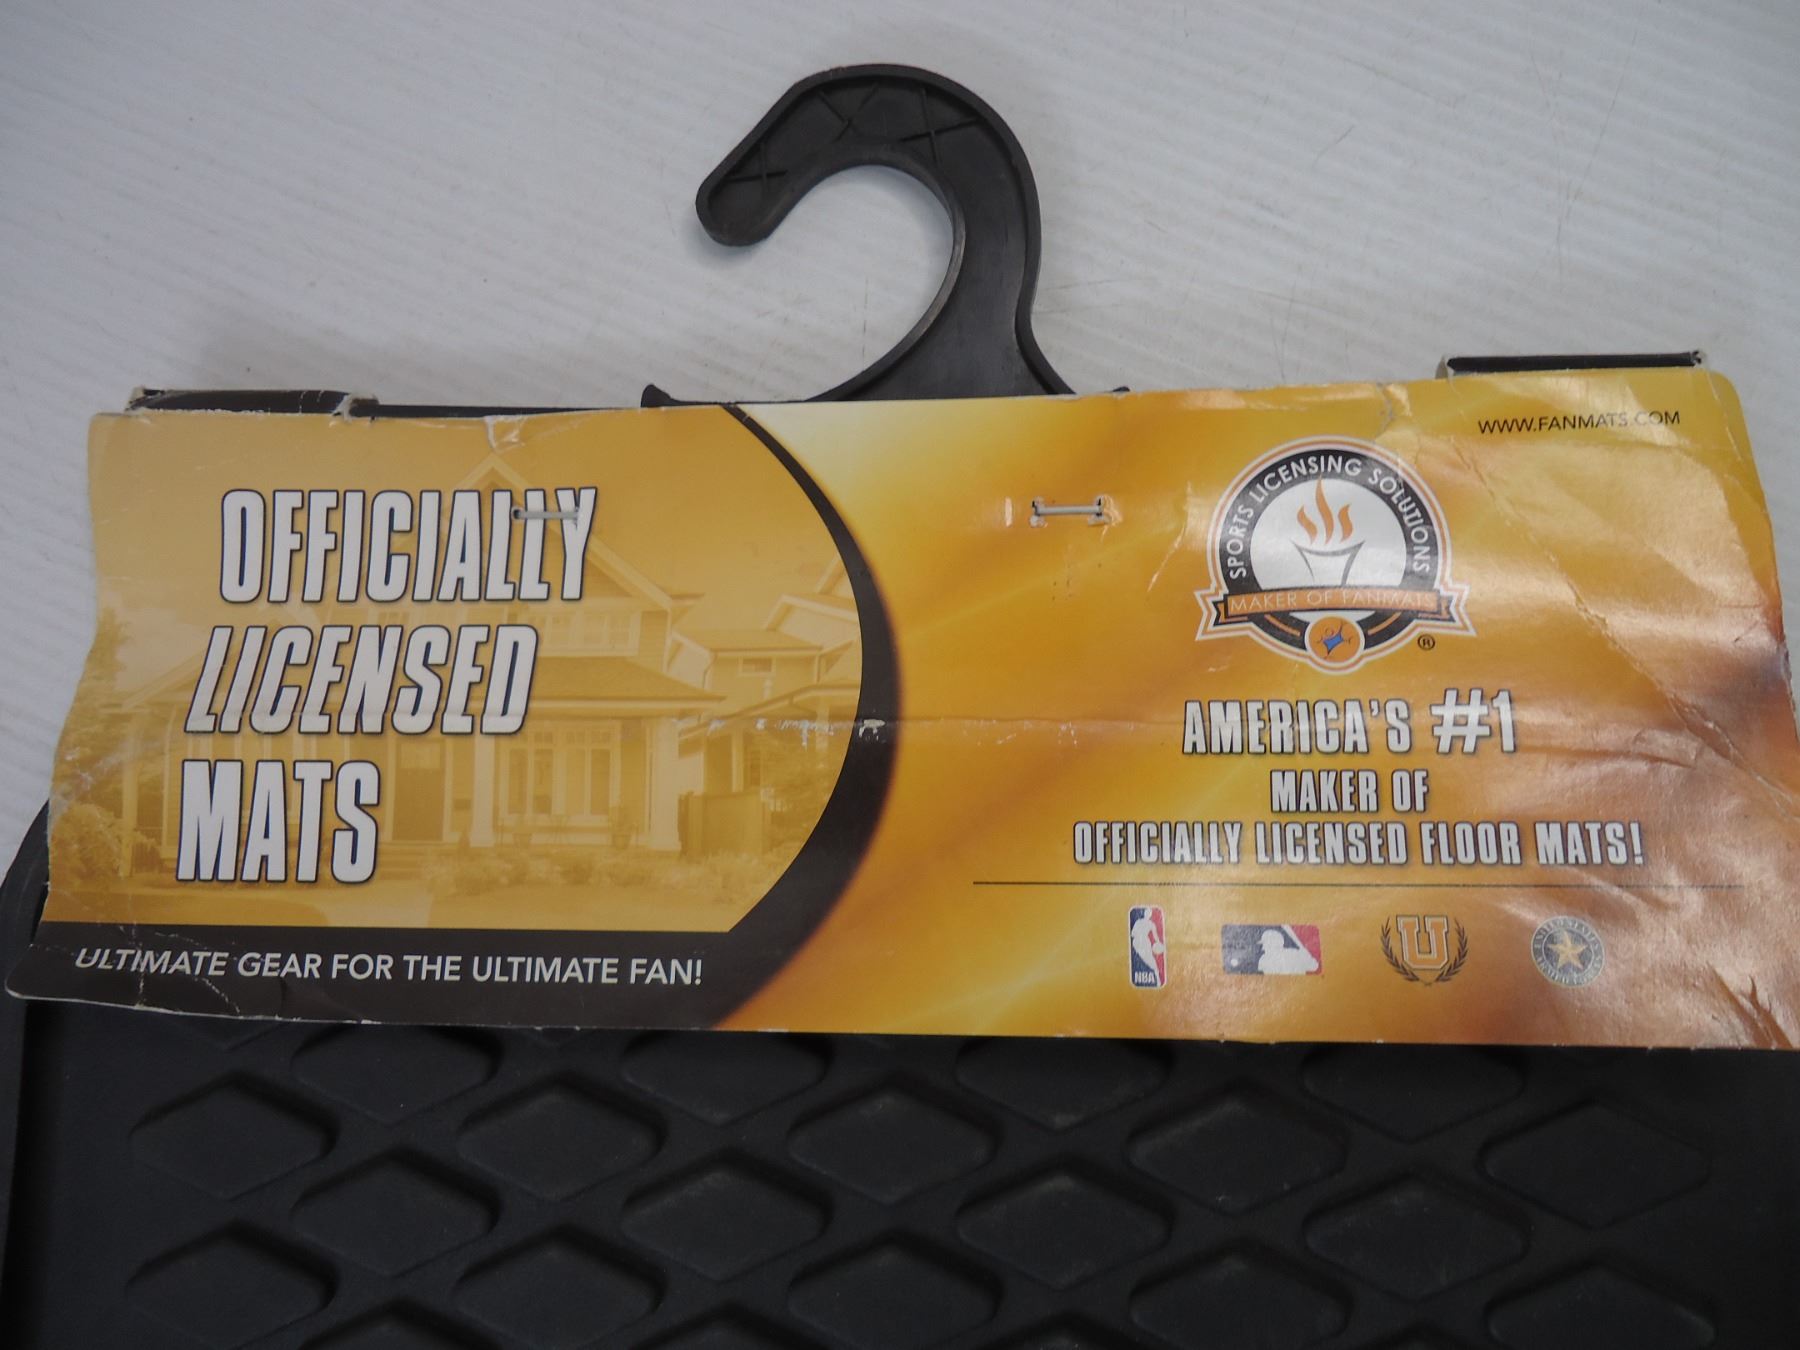 WWW.FANMATS.COM
OFFICIALLY
LICENSED
MATS
ULTIMATE GEAR FOR THE ULTIMATE FAN!
SPORTS LICENSING SOLUTIONS
MAKER OF FANMATS
®
AMERICA'S #1
MAKER OF
OFFICIALLY LICENSED FLOOR MATS!
NBA
U